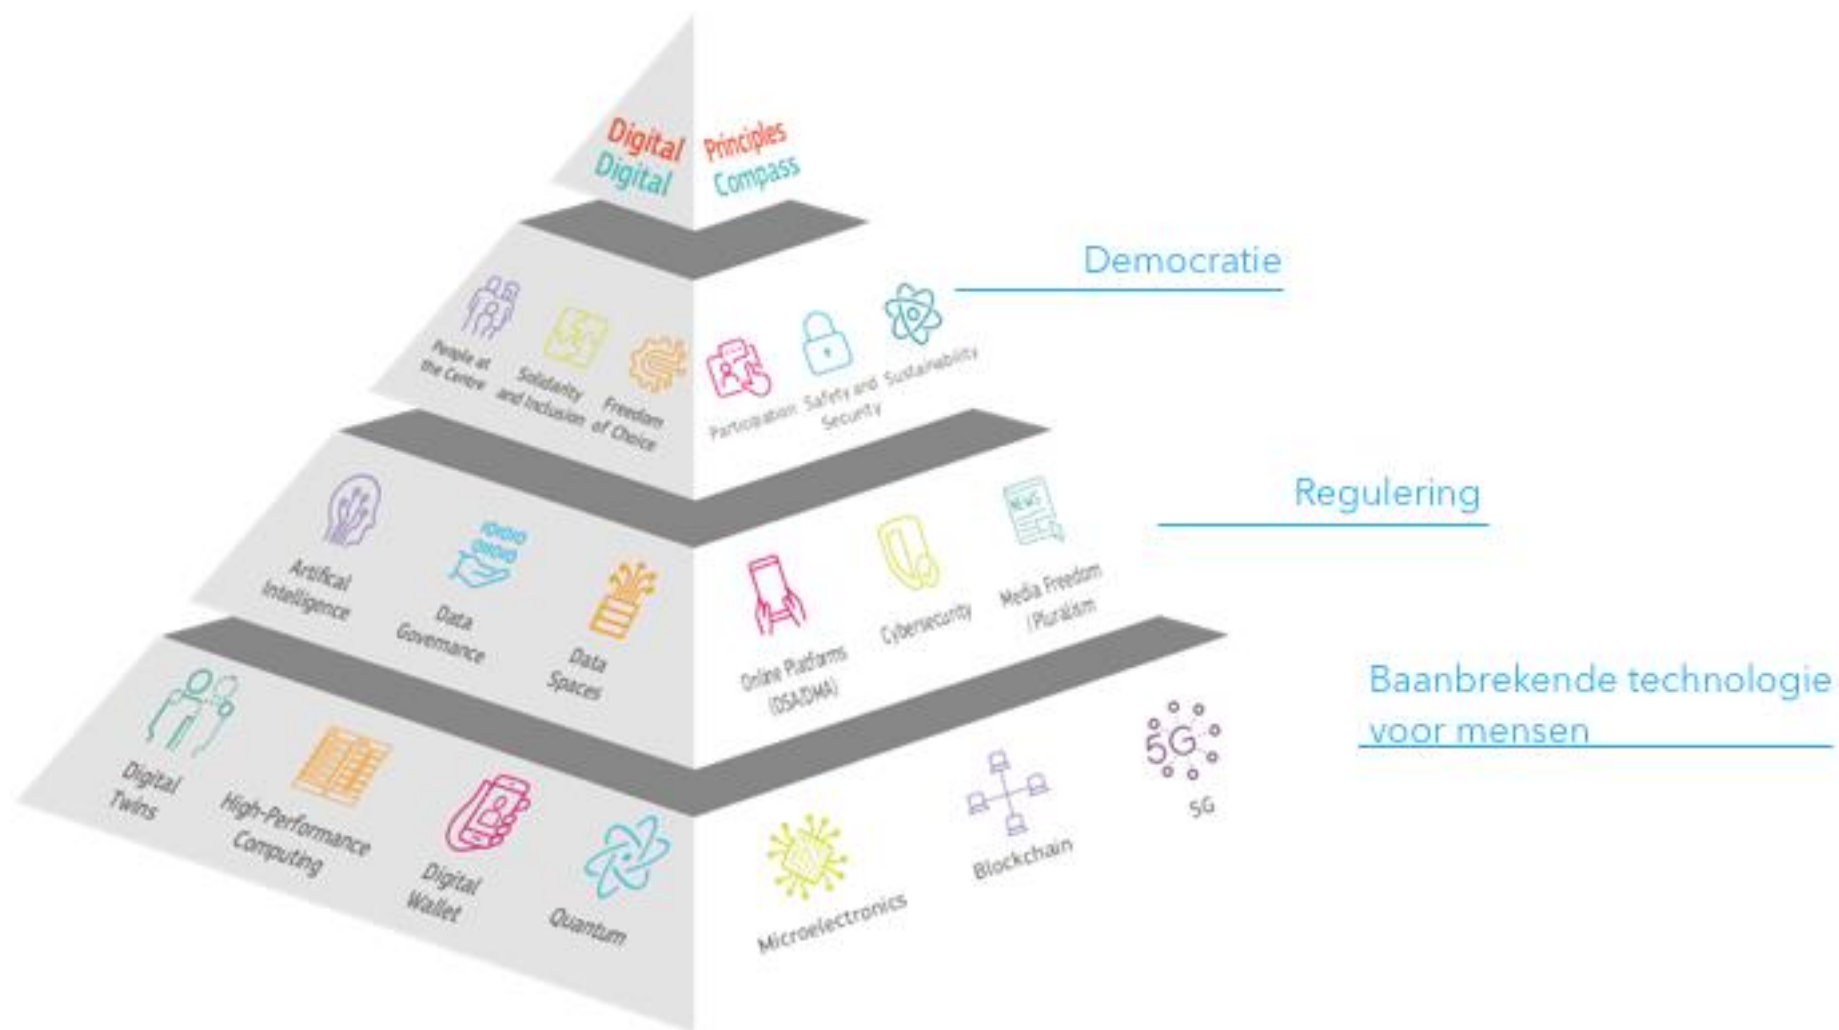 Digital Principles
Digital Compass
Democratie
People at
the Centre
Solidarity
and Inclusion
Freedom
of Choice
Participation
Safety and
Security
Sustainability
Regulering
Artifical
Intelligence
Data
Governance
Data
Spaces
Online Platforms
(DSA/DMA)
Cybersecurity
NEWS
Media Freedom
/Pluralism
Baanbrekende technologie
voor mensen
Digital
Twins
High-Performance
Computing
Digital
Wallet
Quantum
Microelectronics
Blockchain
5G
5G